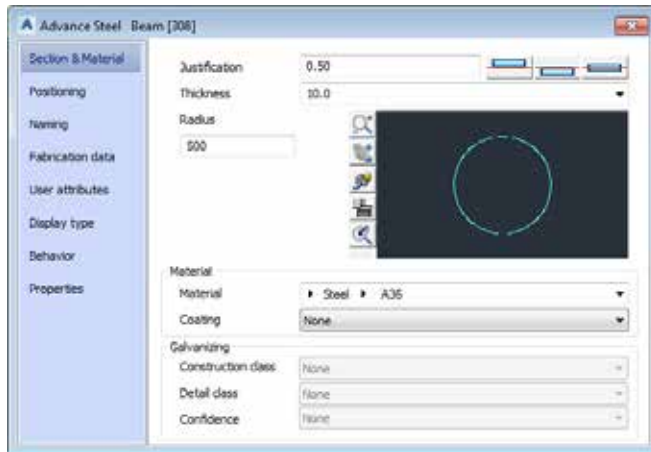 Advance Steel Beam [308]
Section & Material
Positioning
Naming
Fabrication data
User attributes
Display type
Behavior
Properties
Justification 0.50
Thickness 10.0
Radius
500
Material
Material Steel A36
Coating None
Galvanizing
Construction class None
Detail class None
Confidence None